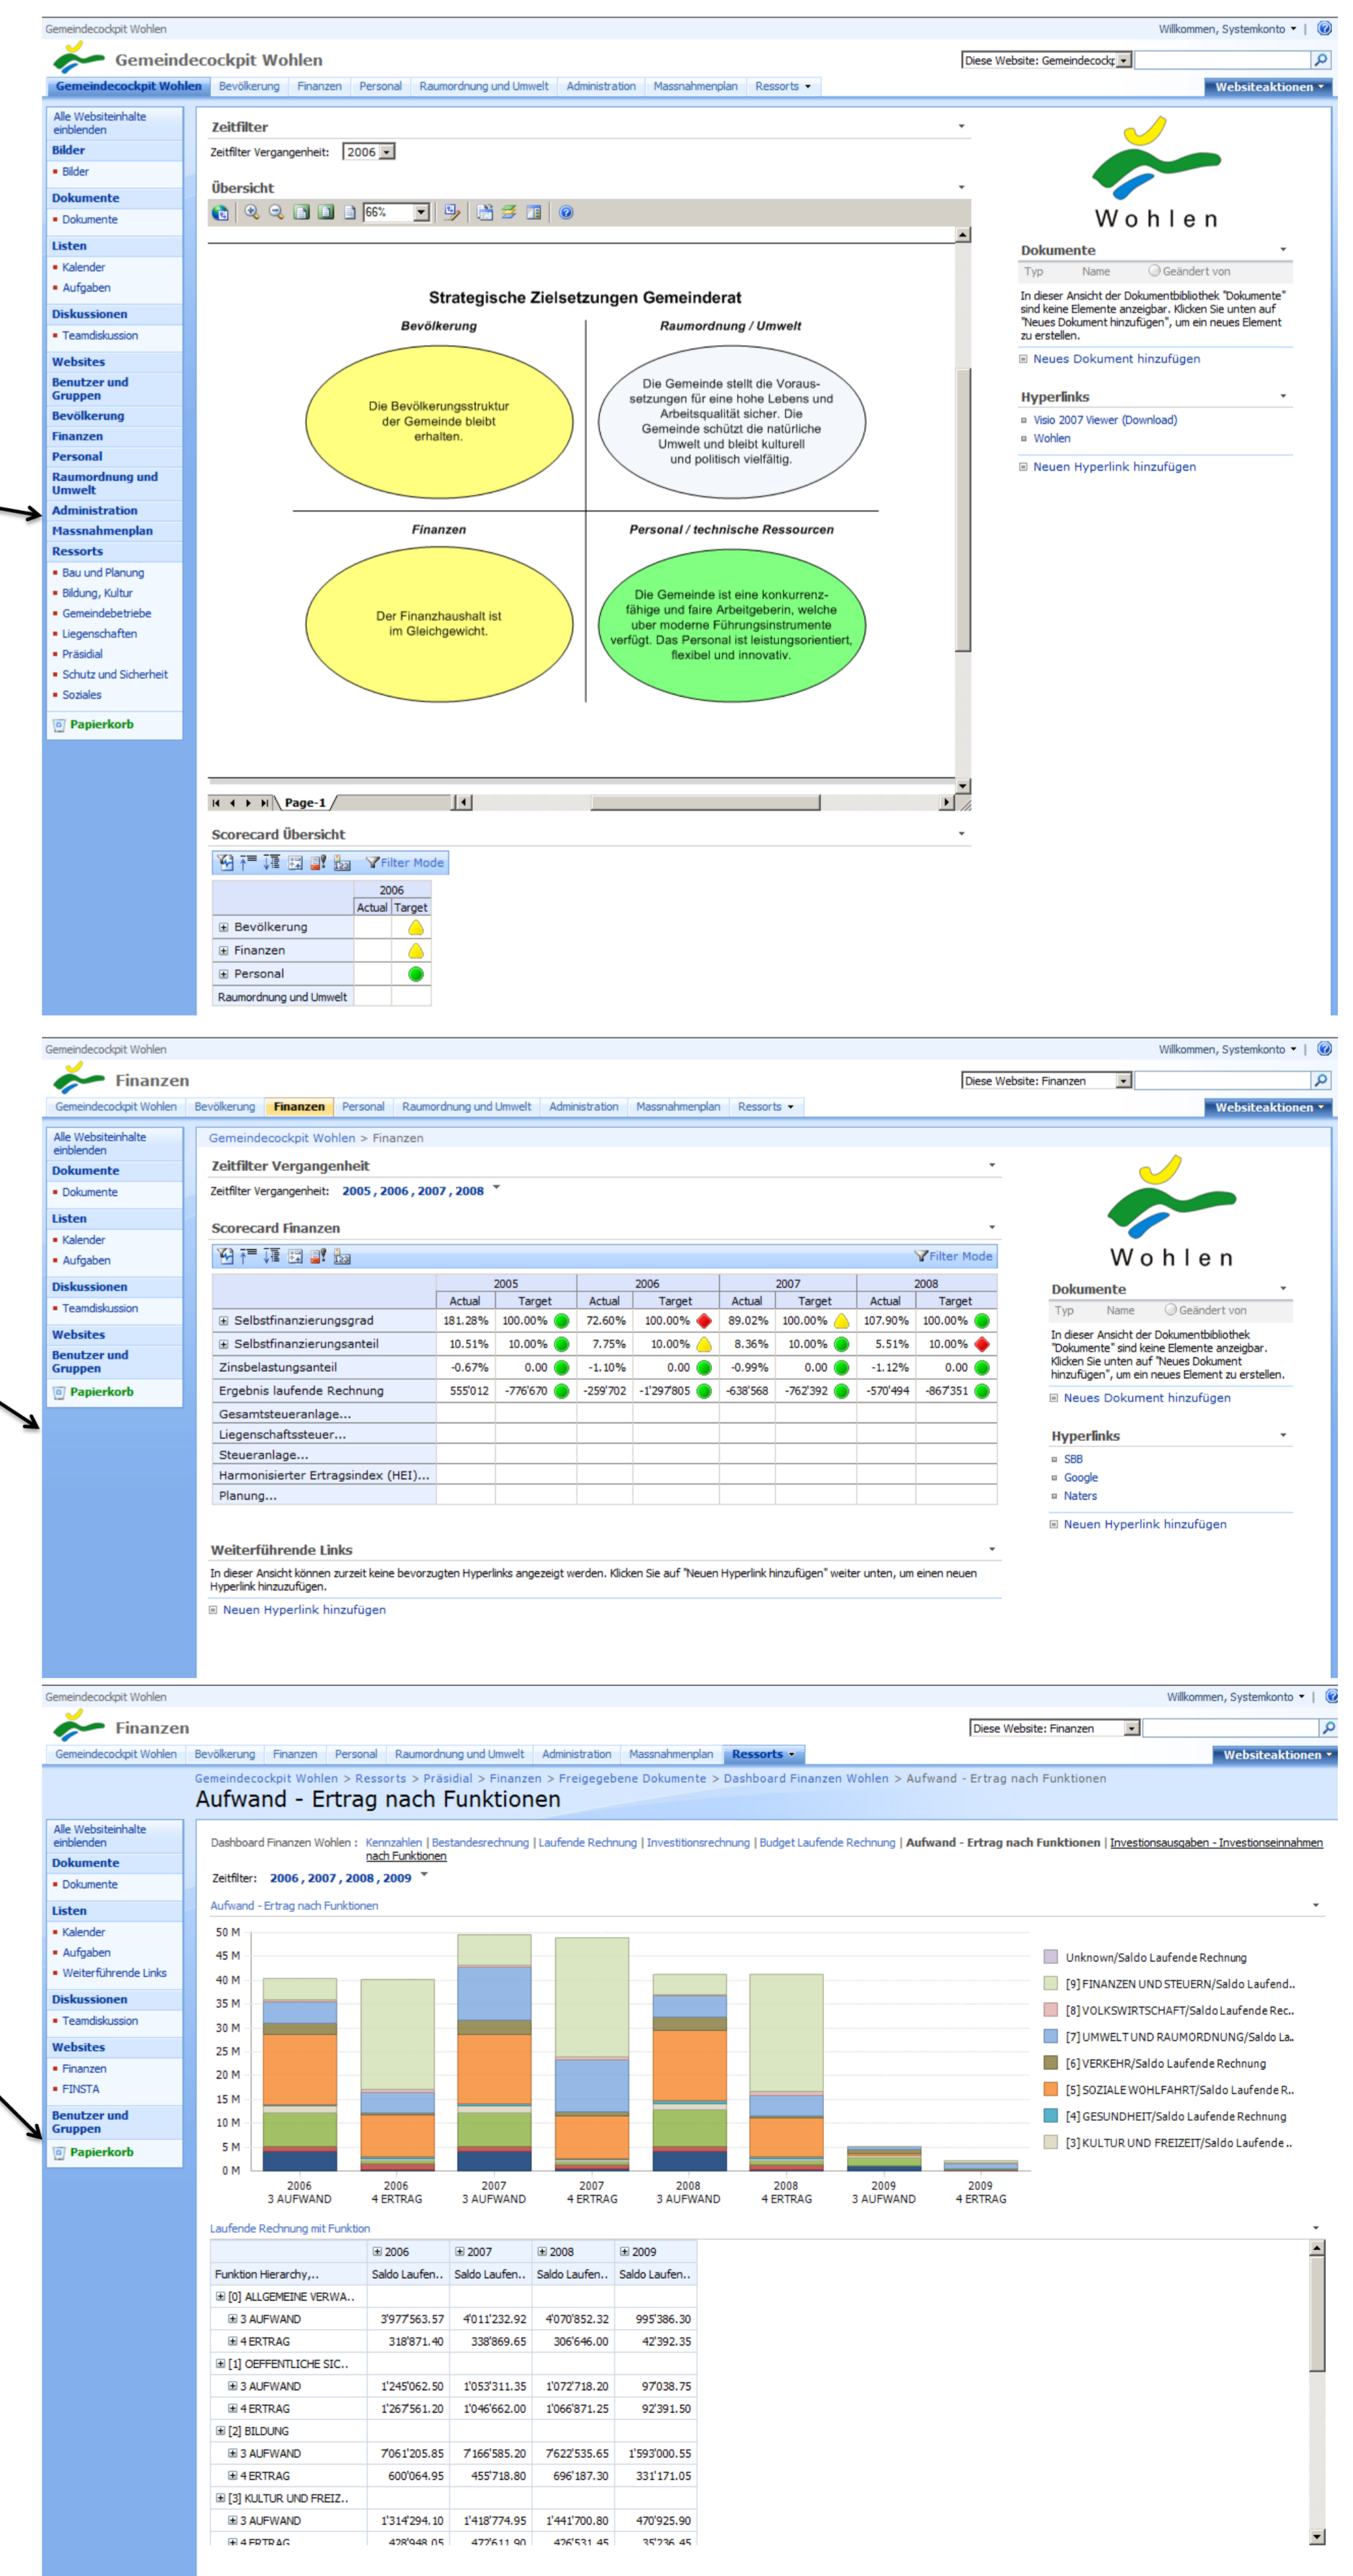 Gemeindecockpit Wohlen
Willkommen, Systemkonto
Gemeindecockpit Wohlen
Diese Website: Gemeindecockp
Gemeindecockpit Wohlen Bevölkerung Finanzen Personal Raumordnung und Umwelt Administration Massnahmenplan Ressorts
Websiteaktionen
Alle Websiteinhalte
einblenden
Bilder
Bilder
Dokumente
Dokumente
Listen
Kalender
Aufgaben
Diskussionen
Teamdiskussion
Websites
Benutzer und
Gruppen
Bevölkerung
Finanzen
Personal
Raumordnung und
Umwelt
Administration
Massnahmenplan
Ressorts
Bau und Planung
Bildung, Kultur
Gemeindebetriebe
Liegenschaften
Präsidial
Schutz und Sicherheit
Soziales
Papierkorb
Zeitfilter
Zeitfilter Vergangenheit: 2006
Übersicht
66%
Strategische Zielsetzungen Gemeinderat
Bevölkerung
Die Bevölkerungsstruktur
der Gemeinde bleibt
erhalten.
Raumordnung / Umwelt
Die Gemeinde stellt die Voraus-
setzungen für eine hohe Lebens und
Arbeitsqualität sicher. Die
Gemeinde schützt die natürliche
Umwelt und bleibt kulturell
und politisch vielfältig.
Finanzen
Der Finanzhaushalt ist
im Gleichgewicht.
Personal / technische Ressourcen
Die Gemeinde ist eine konkurrenz-
fähige und faire Arbeitgeberin, welche
uber moderne Führungsinstrumente
verfügt. Das Personal ist leistungsorientiert,
flexibel und innovativ.
Page-1
Scorecard Übersicht
Filter Mode
2006
Actual Target
Bevölkerung
Finanzen
Personal
Raumordnung und Umwelt
Wohlen
Dokumente
Typ Name Geändert von
In dieser Ansicht der Dokumentbibliothek "Dokumente"
sind keine Elemente anzeigbar. Klicken Sie unten auf
"Neues Dokument hinzufügen", um ein neues Element
zu erstellen.
Neues Dokument hinzufügen
Hyperlinks
Visio 2007 Viewer (Download)
Wohlen
Neuen Hyperlink hinzufügen
Gemeindecockpit Wohlen
Willkommen, Systemkonto
Finanzen
Diese Website: Finanzen
Gemeindecockpit Wohlen Bevölkerung Finanzen Personal Raumordnung und Umwelt Administration Massnahmenplan Ressorts
Websiteaktionen
Alle Websiteinhalte
einblenden
Dokumente
Dokumente
Listen
Kalender
Aufgaben
Diskussionen
Teamdiskussion
Websites
Benutzer und
Gruppen
Papierkorb
Gemeindecockpit Wohlen > Finanzen
Zeitfilter Vergangenheit
Zeitfilter Vergangenheit: 2005 , 2006 , 2007 , 2008
Scorecard Finanzen
Filter Mode
2005 2006 2007 2008
Actual Target Actual Target Actual Target Actual Target
Selbstfinanzierungsgrad 181.28% 100.00% 72.60% 100.00% 89.02% 100.00% 107.90% 100.00%
Selbstfinanzierungsanteil 10.51% 10.00% 7.75% 10.00% 8.36% 10.00% 5.51% 10.00%
Zinsbelastungsanteil -0.67% 0.00 -1.10% 0.00 -0.99% 0.00 -1.12% 0.00
Ergebnis laufende Rechnung 555'012 -776'670 -259'702 -1'297'805 -638'568 -762'392 -570'494 -867'351
Gesamtsteueranlage...
Liegenschaftssteuer...
Steueranlage...
Harmonisierter Ertragsindex (HEI)...
Planung...
Weiterführende Links
In dieser Ansicht können zurzeit keine bevorzugten Hyperlinks angezeigt werden. Klicken Sie auf "Neuen Hyperlink hinzufügen" weiter unten, um einen neuen
Hyperlink hinzuzufügen.
Neuen Hyperlink hinzufügen
Wohlen
Dokumente
Typ Name Geändert von
In dieser Ansicht der Dokumentbibliothek
"Dokumente" sind keine Elemente anzeigbar.
Klicken Sie unten auf "Neues Dokument
hinzufügen", um ein neues Element zu erstellen.
Neues Dokument hinzufügen
Hyperlinks
SBB
Google
Naters
Neuen Hyperlink hinzufügen
Gemeindecockpit Wohlen
Willkommen, Systemkonto
Finanzen
Diese Website: Finanzen
Gemeindecockpit Wohlen Bevölkerung Finanzen Personal Raumordnung und Umwelt Administration Massnahmenplan Ressorts
Websiteaktionen
Gemeindecockpit Wohlen > Ressorts > Präsidial > Finanzen > Freigegebene Dokumente > Dashboard Finanzen Wohlen > Aufwand - Ertrag nach Funktionen
Aufwand - Ertrag nach Funktionen
Alle Websiteinhalte
einblenden
Dokumente
Dokumente
Listen
Kalender
Aufgaben
Weiterführende Links
Diskussionen
Teamdiskussion
Websites
Finanzen
FINSTA
Benutzer und
Gruppen
Papierkorb
Dashboard Finanzen Wohlen : Kennzahlen | Bestandesrechnung | Laufende Rechnung | Investitionsrechnung | Budget Laufende Rechnung | Aufwand - Ertrag nach Funktionen | Investionsausgaben - Investionseinnahmen
nach Funktionen
Zeitfilter: 2006 , 2007 , 2008 , 2009
Aufwand - Ertrag nach Funktionen
50 M
45 M
40 M
35 M
30 M
25 M
20 M
15 M
10 M
5 M
0 M
2006 2006 2007 2007 2008 2008 2009 2009
3 AUFWAND 4 ERTRAG 3 AUFWAND 4 ERTRAG 3 AUFWAND 4 ERTRAG 3 AUFWAND 4 ERTRAG
Unknown/Saldo Laufende Rechnung
[9] FINANZEN UND STEUERN/Saldo Laufend..
[8] VOLKSWIRTSCHAFT/Saldo Laufende Rec..
[7] UMWELT UND RAUMORDNUNG/Saldo La..
[6] VERKEHR/Saldo Laufende Rechnung
[5] SOZIALE WOHLFAHRT/Saldo Laufende R..
[4] GESUNDHEIT/Saldo Laufende Rechnung
[3] KULTUR UND FREIZEIT/Saldo Laufende ..
Laufende Rechnung mit Funktion
2006 2007 2008 2009
Funktion Hierarchy,.. Saldo Laufen.. Saldo Laufen.. Saldo Laufen.. Saldo Laufen..
[0] ALLGEMEINE VERWA..
3 AUFWAND 3'977'563.57 4'011'232.92 4'070'852.32 995'386.30
4 ERTRAG 318'871.40 338'869.65 306'646.00 42'392.35
[1] OEFFENTLICHE SIC..
3 AUFWAND 1'245'062.50 1'053'311.35 1'072'718.20 97'038.75
4 ERTRAG 1'267'561.20 1'046'662.00 1'066'871.25 92'391.50
[2] BILDUNG
3 AUFWAND 7'061'205.85 7'166'585.20 7'622'535.65 1'593'000.55
4 ERTRAG 600'064.95 455'718.80 696'187.30 331'171.05
[3] KULTUR UND FREIZ..
3 AUFWAND 1'314'294.10 1'418'774.95 1'441'700.80 470'925.90
4 ERTRAG 428'948.05 472'611.90 426'531.45 35'236.45